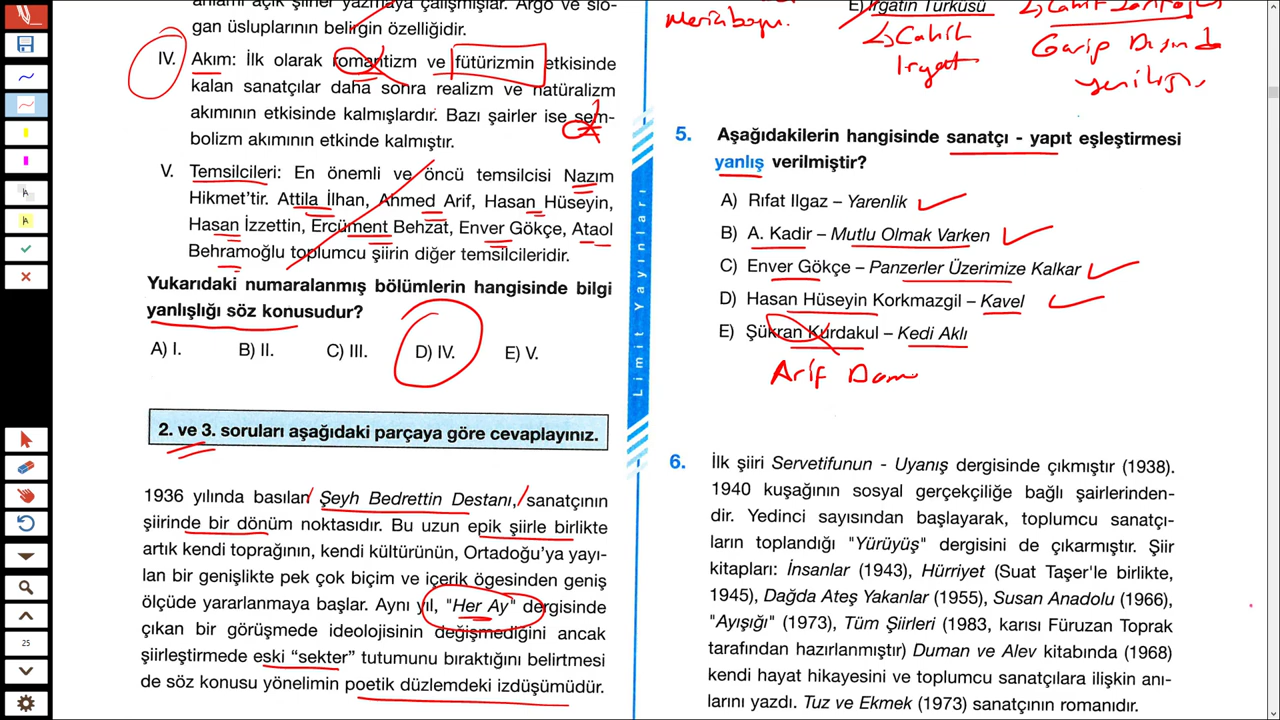 anlamı açık şiirler yazmaya çalışmışlar. Argo ve slo-
gan üsluplarının belirgin özelliğidir.
IV. Akım: İlk olarak romantizm ve fütürizmin etkisinde
kalan sanatçılar daha sonra realizm ve natüralizm
akımının etkisinde kalmışlardır. Bazı şairler ise sem-
bolizm akımının etkinde kalmıştır.
V. Temsilcileri: En önemli ve öncü temsilcisi Nazım
Hikmet'tir. Attila İlhan, Ahmed Arif, Hasan Hüseyin,
Hasan İzzettin, Ercüment Behzat, Enver Gökçe, Ataol
Behramoğlu toplumcu şiirin diğer temsilcileridir.
Yukarıdaki numaralanmış bölümlerin hangisinde bilgi
yanlışlığı söz konusudur?
A) I. B) II. C) III. D) IV. E) V.
2. ve 3. soruları aşağıdaki parçaya göre cevaplayınız.
1936 yılında basılan Şeyh Bedrettin Destanı, sanatçının
şiirinde bir dönüm noktasıdır. Bu uzun epik şiirle birlikte
artık kendi toprağının, kendi kültürünün, Ortadoğu'ya yayı-
lan bir genişlikte pek çok biçim ve içerik ögesinden geniş
ölçüde yararlanmaya başlar. Aynı yıl, "Her Ay" dergisinde
çıkan bir görüşmede ideolojisinin değişmediğini ancak
şiirleştirmede eski “sekter” tutumunu bıraktığını belirtmesi
de söz konusu yönelimin poetik düzlemdeki izdüşümüdür.
Limit Yayınları
E) Irgatın Türküsü
Cahit
Irgat
Garip Dışında
yenilikçi
5. Aşağıdakilerin hangisinde sanatçı - yapıt eşleştirmesi
yanlış verilmiştir?
A) Rıfat Ilgaz – Yarenlik
B) A. Kadir – Mutlu Olmak Varken
C) Enver Gökçe – Panzerler Üzerimize Kalkar
D) Hasan Hüseyin Korkmazgil – Kavel
E) Şükran Kurdakul – Kedi Aklı
Arif Dam
6. İlk şiiri Servetifunun - Uyanış dergisinde çıkmıştır (1938).
1940 kuşağının sosyal gerçekçiliğe bağlı şairlerinden-
dir. Yedinci sayısından başlayarak, toplumcu sanatçı-
ların toplandığı "Yürüyüş" dergisini de çıkarmıştır. Şiir
kitapları: İnsanlar (1943), Hürriyet (Suat Taşer'le birlikte,
1945), Dağda Ateş Yakanlar (1955), Susan Anadolu (1966),
"Ayışığı" (1973), Tüm Şiirleri (1983, karısı Füruzan Toprak
tarafından hazırlanmıştır) Duman ve Alev kitabında (1968)
kendi hayat hikayesini ve toplumcu sanatçılara ilişkin anı-
larını yazdı. Tuz ve Ekmek (1973) sanatçının romanıdır.
25